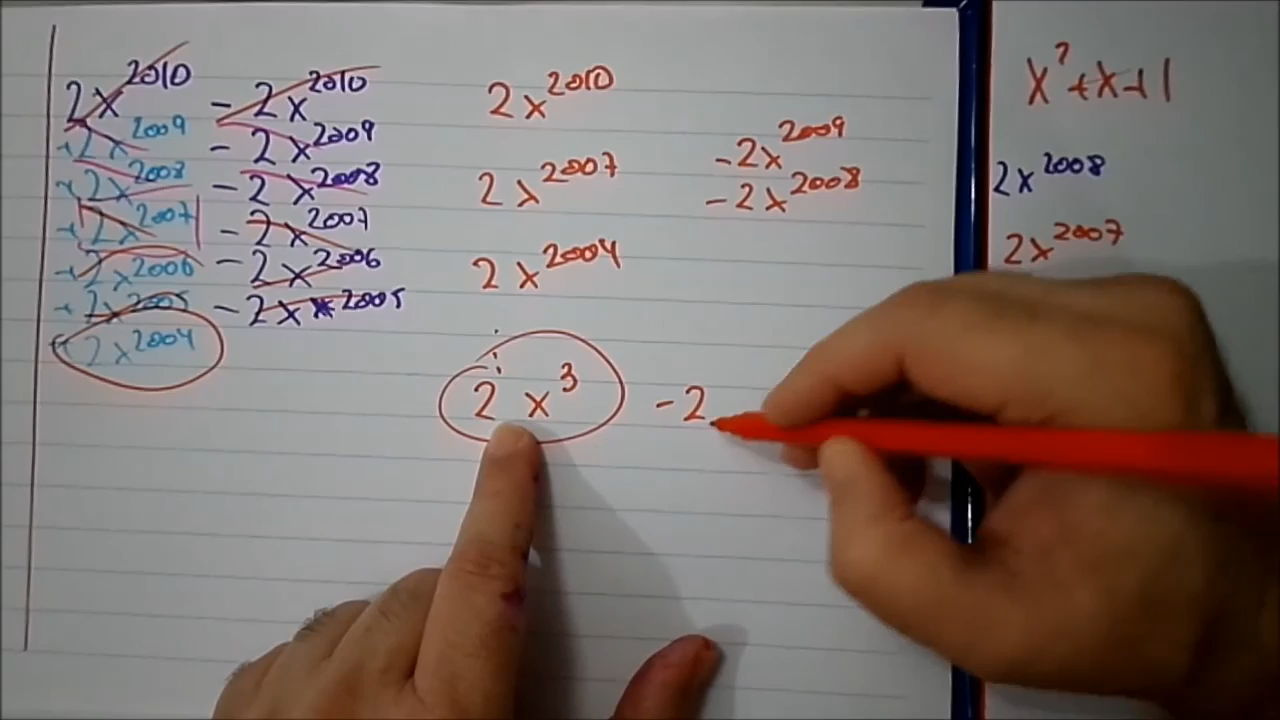 2x^2010 - 2x^2010
+2x^2009 - 2x^2009
+2x^2008 - 2x^2008
+2x^2007 - 2x^2007
+2x^2006 - 2x^2006
+2x^2005 - 2x^2005
+2x^2004
2x^2010
-2x^2009
-2x^2008
2x^2007
2x^2004
⋮
2x^3 -2
x^2+x+1
2x^2008
2x^2007